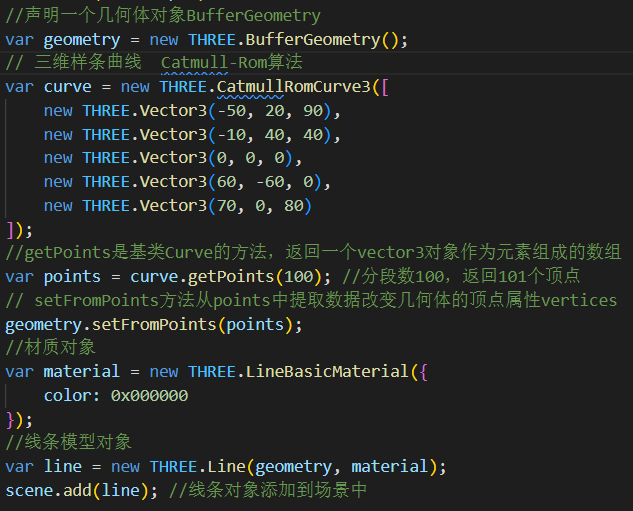 //声明一个几何体对象BufferGeometry
var geometry = new THREE.BufferGeometry();
// 三维样条曲线  Catmull-Rom算法
var curve = new THREE.CatmullRomCurve3([
    new THREE.Vector3(-50, 20, 90),
    new THREE.Vector3(-10, 40, 40),
    new THREE.Vector3(0, 0, 0),
    new THREE.Vector3(60, -60, 0),
    new THREE.Vector3(70, 0, 80)
]);
//getPoints是基类Curve的方法，返回一个vector3对象作为元素组成的数组
var points = curve.getPoints(100); //分段数100，返回101个顶点
// setFromPoints方法从points中提取数据改变几何体的顶点属性vertices
geometry.setFromPoints(points);
//材质对象
var material = new THREE.LineBasicMaterial({
    color: 0x000000
});
//线条模型对象
var line = new THREE.Line(geometry, material);
scene.add(line); //线条对象添加到场景中